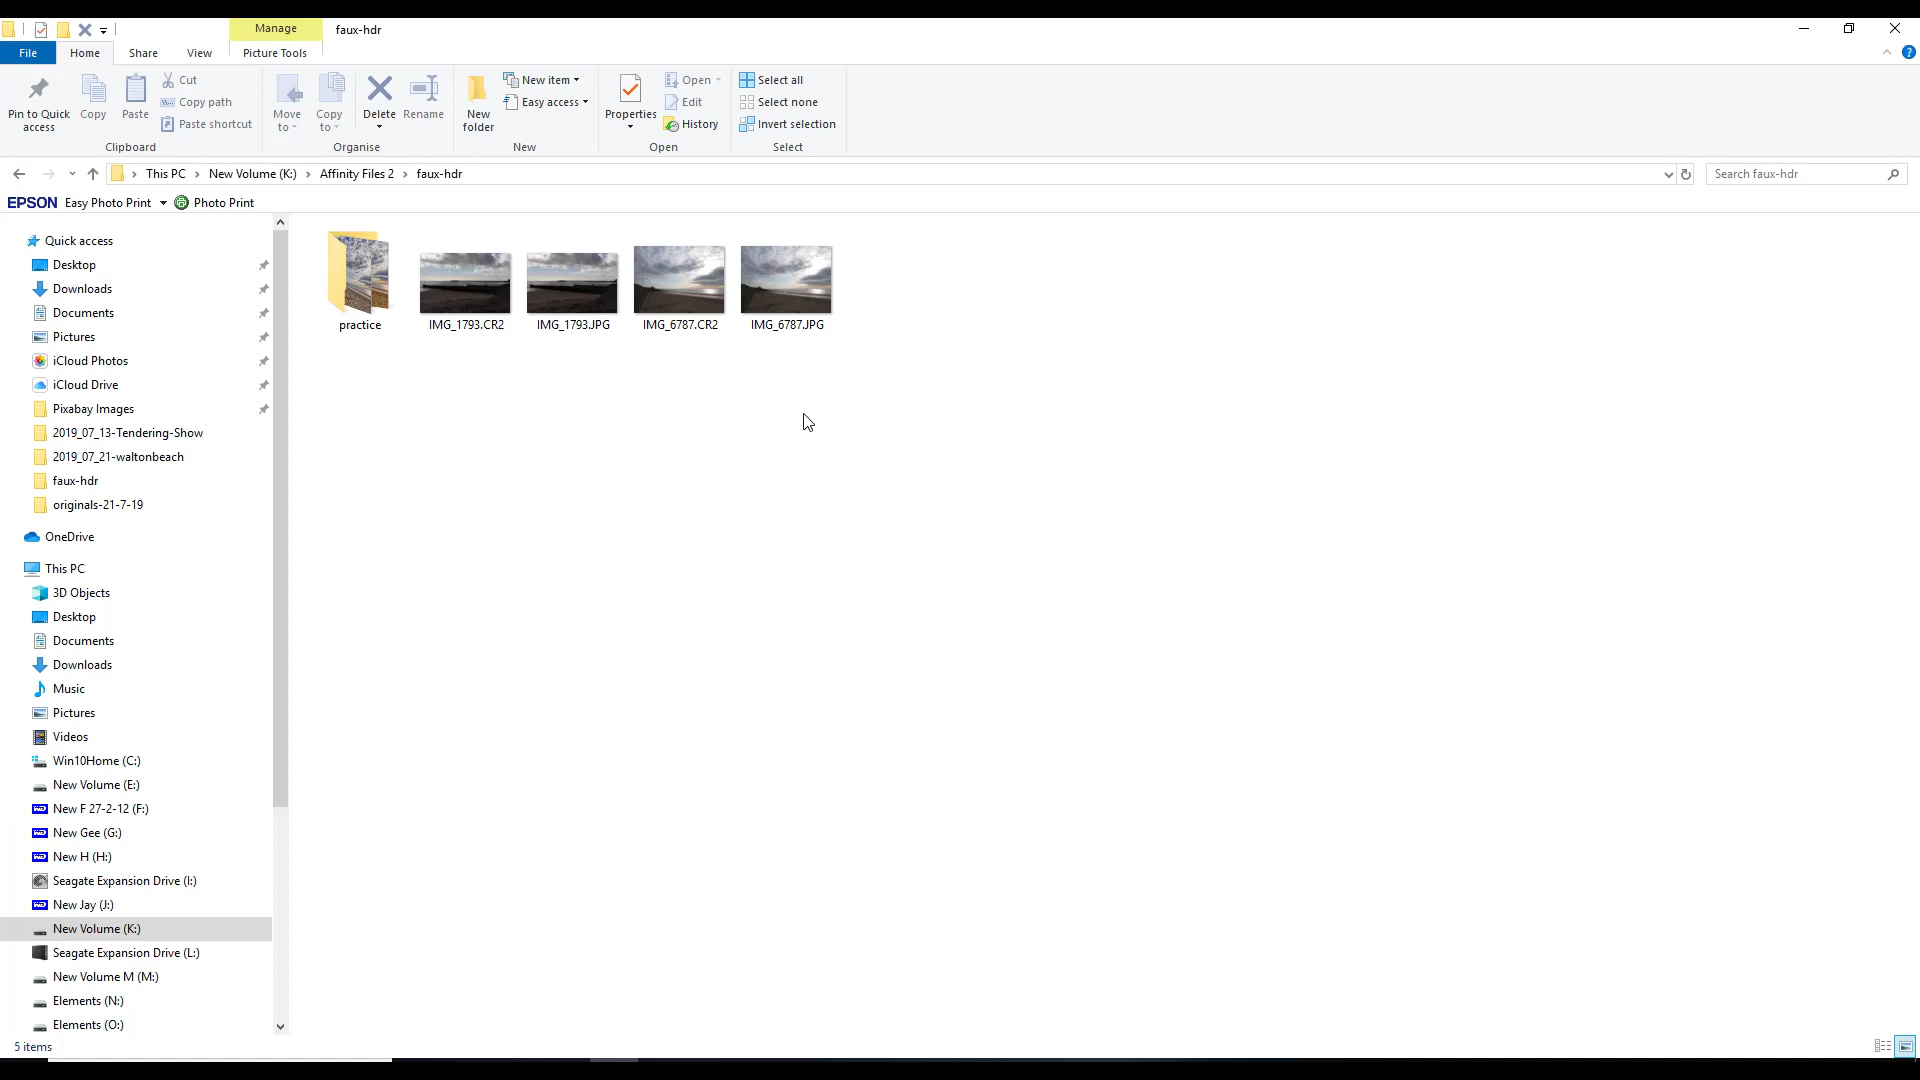 Manage
faux-hdr
File
Home
Share
View
Picture Tools
Pin to Quick access
Copy
Paste
Cut
Copy path
Paste shortcut
Clipboard
Move to
Copy to
Delete
Rename
Organise
New folder
New item
Easy access
New
Properties
Open
Edit
History
Open
Select all
Select none
Invert selection
Select
This PC
New Volume (K:)
Affinity Files 2
faux-hdr
Search faux-hdr
EPSON Easy Photo Print
Photo Print
Quick access
Desktop
Downloads
Documents
Pictures
iCloud Photos
iCloud Drive
Pixabay Images
2019_07_13-Tendering-Show
2019_07_21-waltonbeach
faux-hdr
originals-21-7-19
OneDrive
This PC
3D Objects
Desktop
Documents
Downloads
Music
Pictures
Videos
Win10Home (C:)
New Volume (E:)
New F 27-2-12 (F:)
New Gee (G:)
New H (H:)
Seagate Expansion Drive (I:)
New Jay (J:)
New Volume (K:)
Seagate Expansion Drive (L:)
New Volume M (M:)
Elements (N:)
Elements (O:)
practice
IMG_1793.CR2
IMG_1793.JPG
IMG_6787.CR2
IMG_6787.JPG
5 items